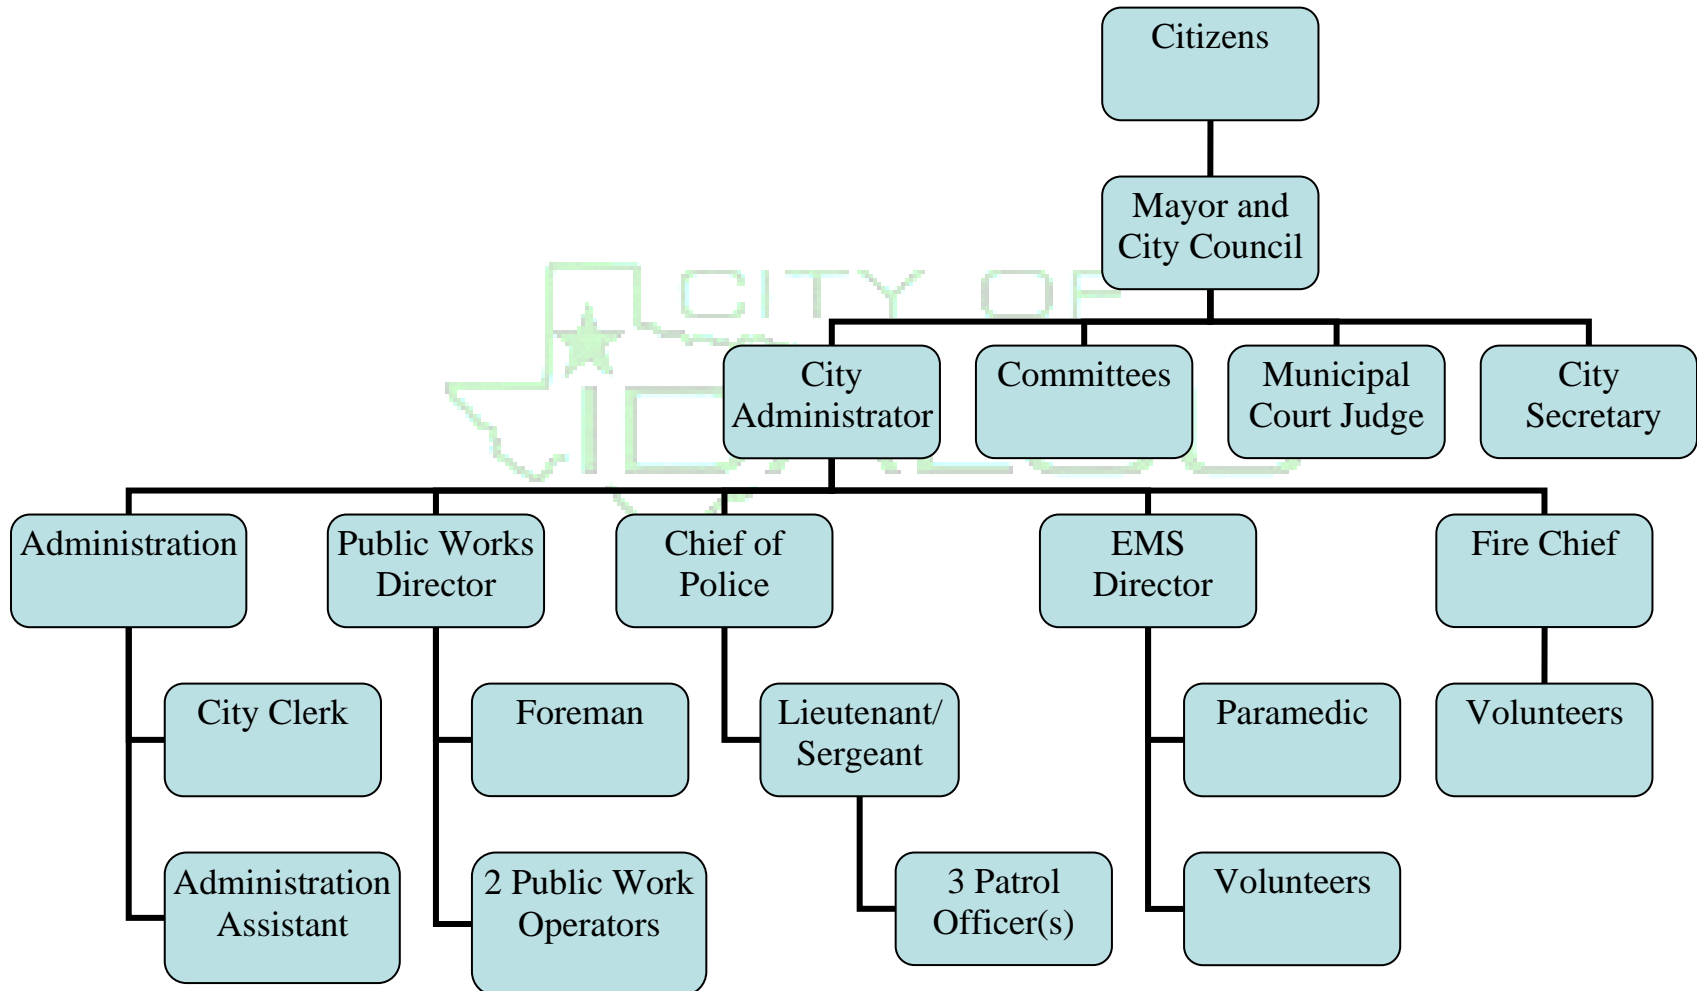 Citizens
Mayor and
City Council
CITY OF
City
Administrator
Committees
Municipal
Court Judge
City
Secretary
Administration
Public Works
Director
Chief of
Police
EMS
Director
Fire Chief
City Clerk
Foreman
Lieutenant/
Sergeant
Paramedic
Volunteers
Administration
Assistant
2 Public Work
Operators
3 Patrol
Officer(s)
Volunteers